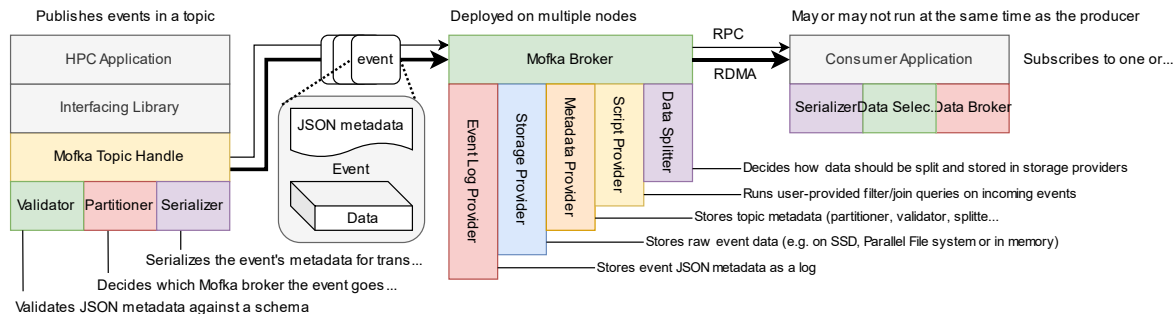 Publishes events in a topic
HPC Application
Interfacing Library
Mofka Topic Handle
Validator
Partitioner
Serializer
Serializes the event's metadata for trans...
Decides which Mofka broker the event goes...
Validates JSON metadata against a schema
event
JSON metadata
Event
Data
Deployed on multiple nodes
Mofka Broker
Event Log Provider
Storage Provider
Metadata Provider
Script Provider
Data Splitter
Decides how data should be split and stored in storage providers
Runs user-provided filter/join queries on incoming events
Stores topic metadata (partitioner, validator, splitte...
Stores raw event data (e.g. on SSD, Parallel File system or in memory)
Stores event JSON metadata as a log
RPC
RDMA
May or may not run at the same time as the producer
Consumer Application
Subscribes to one or...
Serializer
Data Selec...
Data Broker